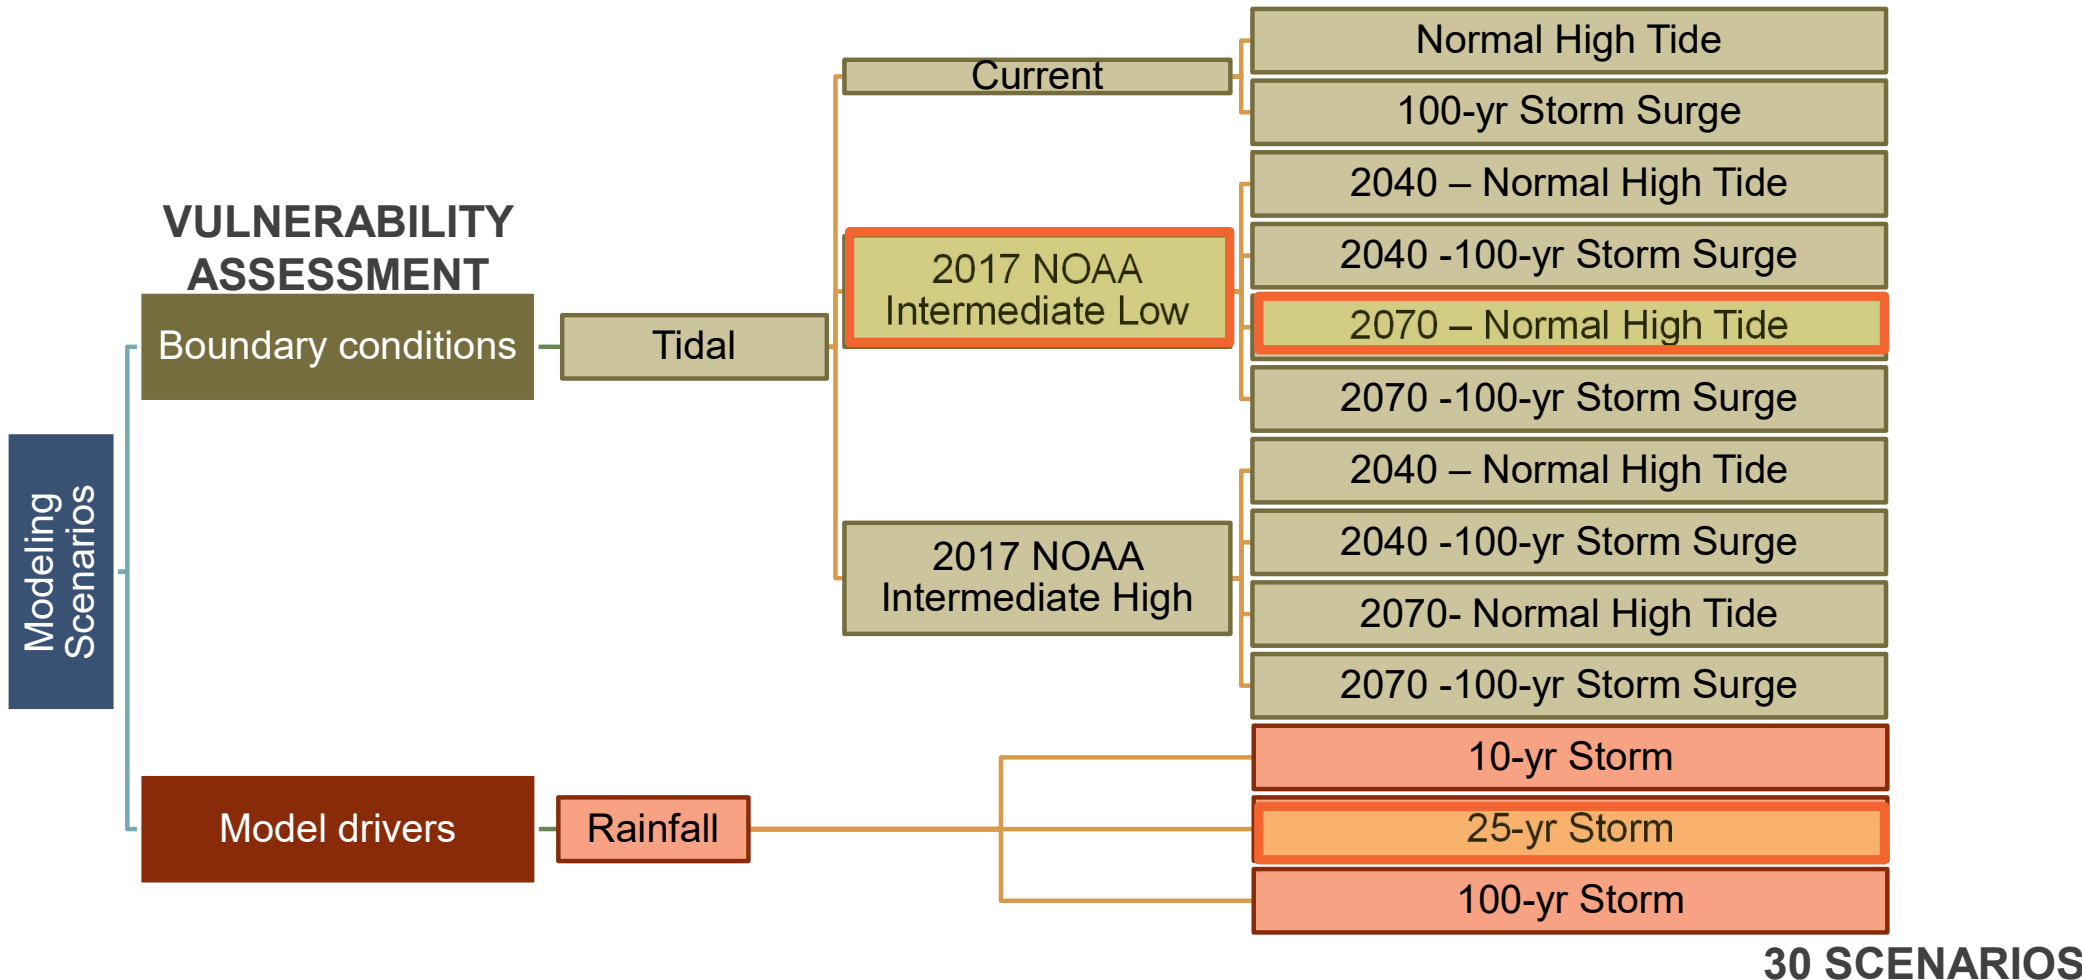 VULNERABILITY
ASSESSMENT
Modeling
Scenarios
Boundary conditions
Tidal
Current
Normal High Tide
100-yr Storm Surge
2017 NOAA
Intermediate Low
2040 – Normal High Tide
2040 -100-yr Storm Surge
2070 – Normal High Tide
2070 -100-yr Storm Surge
2017 NOAA
Intermediate High
2040 – Normal High Tide
2040 -100-yr Storm Surge
2070- Normal High Tide
2070 -100-yr Storm Surge
Model drivers
Rainfall
10-yr Storm
25-yr Storm
100-yr Storm
30 SCENARIOS